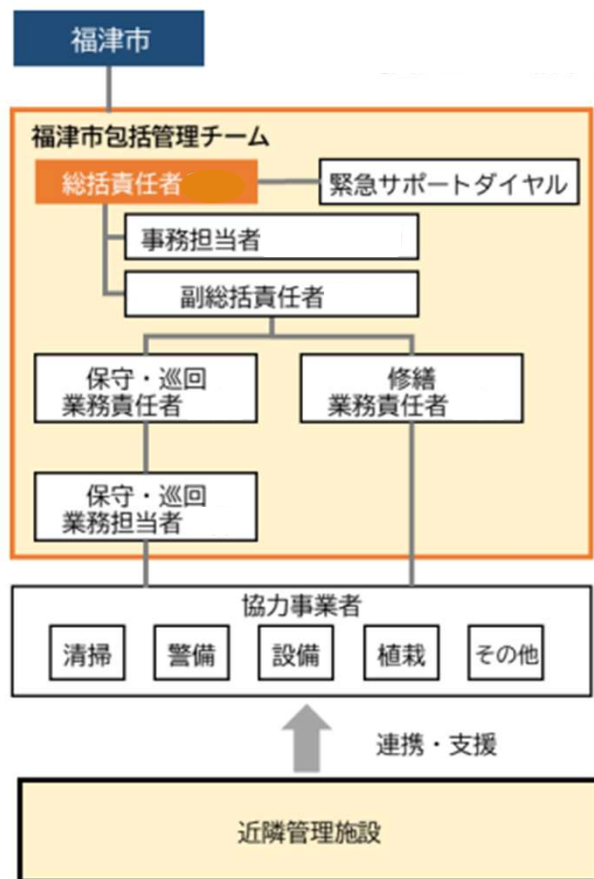 福津市
福津市包括管理チーム
総括責任者
緊急サポートダイヤル
事務担当者
副総括責任者
保守・巡回
業務責任者
修繕
業務責任者
保守・巡回
業務担当者
協力事業者
清掃
警備
設備
植栽
その他
連携・支援
近隣管理施設